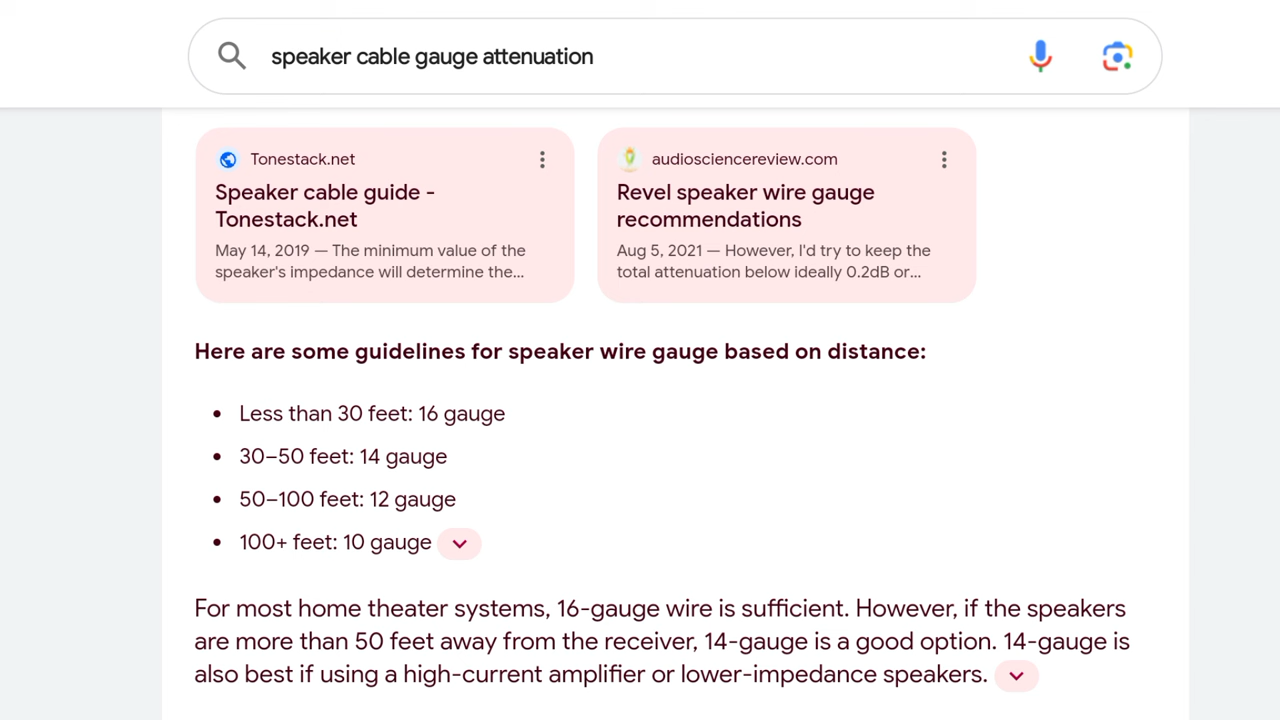 speaker cable gauge attenuation
Tonestack.net
Speaker cable guide -
Tonestack.net
May 14, 2019 — The minimum value of the
speaker's impedance will determine the...
audiosciencereview.com
Revel speaker wire gauge
recommendations
Aug 5, 2021 — However, I'd try to keep the
total attenuation below ideally 0.2dB or...
Here are some guidelines for speaker wire gauge based on distance:
• Less than 30 feet: 16 gauge
• 30–50 feet: 14 gauge
• 50–100 feet: 12 gauge
• 100+ feet: 10 gauge
For most home theater systems, 16-gauge wire is sufficient. However, if the speakers
are more than 50 feet away from the receiver, 14-gauge is a good option. 14-gauge is
also best if using a high-current amplifier or lower-impedance speakers.